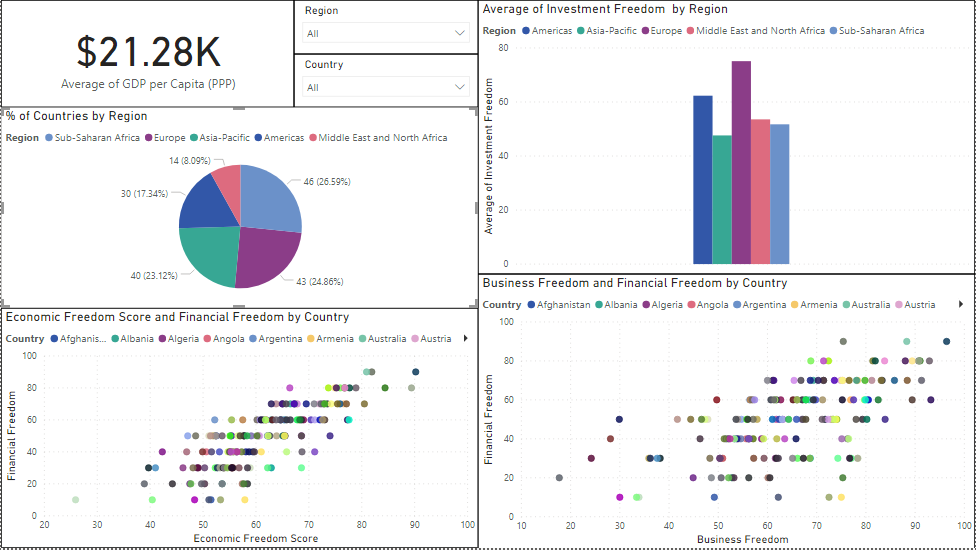 $21.28K
Average of GDP per Capita (PPP)
Region
All
Country
All
% of Countries by Region
Region Sub-Saharan Africa Europe Asia-Pacific Americas Middle East and North Africa
14 (8.09%)
46 (26.59%)
30 (17.34%)
40 (23.12%)
43 (24.86%)
Average of Investment Freedom by Region
Region Americas Asia-Pacific Europe Middle East and North Africa Sub-Saharan Africa
Average of Investment Freedom
80
60
40
20
0
Economic Freedom Score and Financial Freedom by Country
Country Afghanis... Albania Algeria Angola Argentina Armenia Australia Austria
Financial Freedom
100
80
60
40
20
0
20 30 40 50 60 70 80 90 100
Economic Freedom Score
Business Freedom and Financial Freedom by Country
Country Afghanistan Albania Algeria Angola Argentina Armenia Australia Austria
Financial Freedom
100
80
60
40
20
0
10 20 30 40 50 60 70 80 90 100
Business Freedom